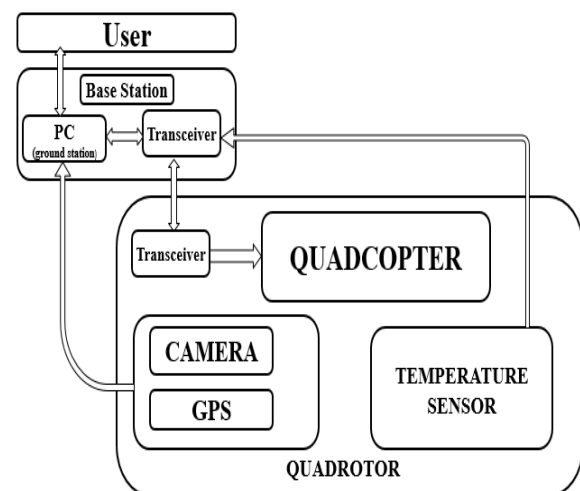 User
Base Station
PC
(ground station)
Transceiver
Transceiver
QUADCOPTER
CAMERA
GPS
TEMPERATURE
SENSOR
QUADROTOR